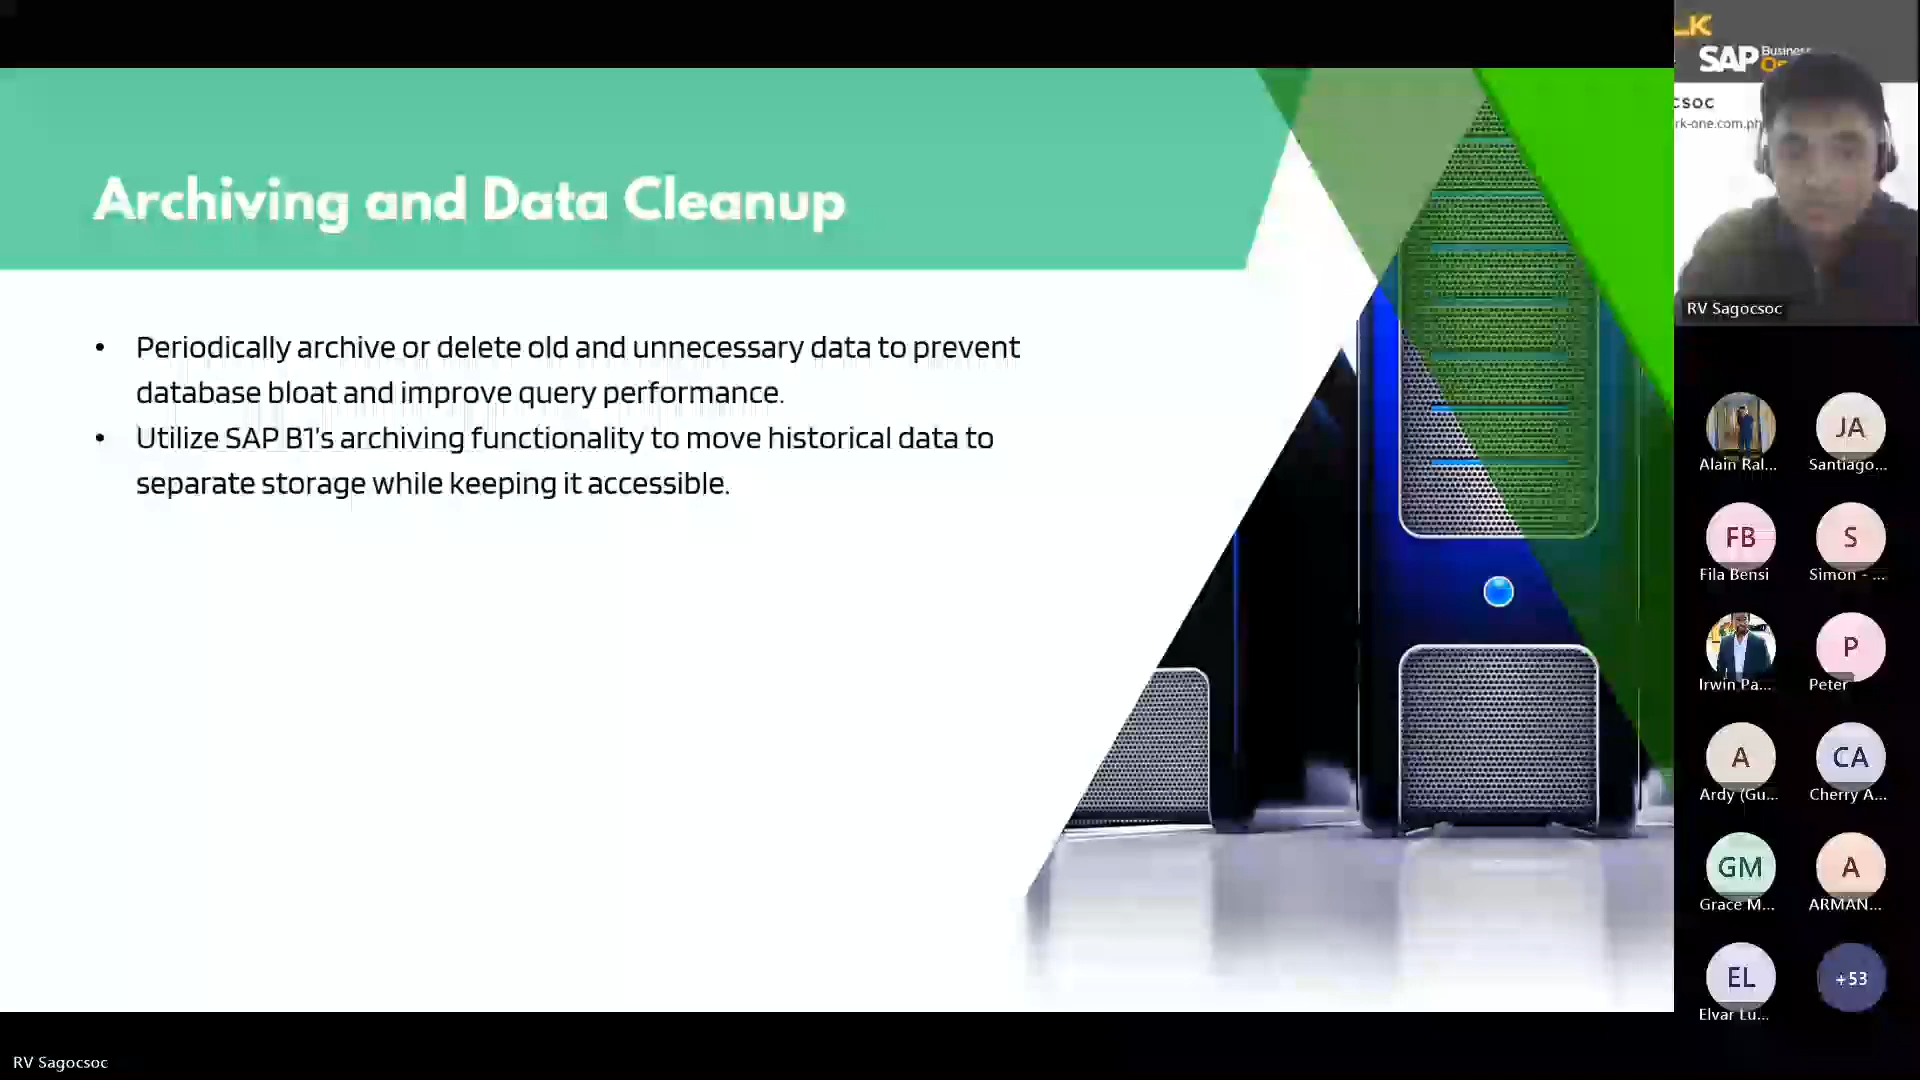 Archiving and Data Cleanup
• Periodically archive or delete old and unnecessary data to prevent
database bloat and improve query performance.
• Utilize SAP B1's archiving functionality to move historical data to
separate storage while keeping it accessible.
LK
SAP Business
csoc
rk-one.com.ph
RV Sagocsoc
Alain Ral...
JA
Santiago...
FB
Fila Bensi
S
Simon - ...
Irwin Pa...
P
Peter
A
Ardy (Gu...
CA
Cherry A...
GM
Grace M...
A
ARMAN...
EL
Elvar Lu...
+53
RV Sagocsoc